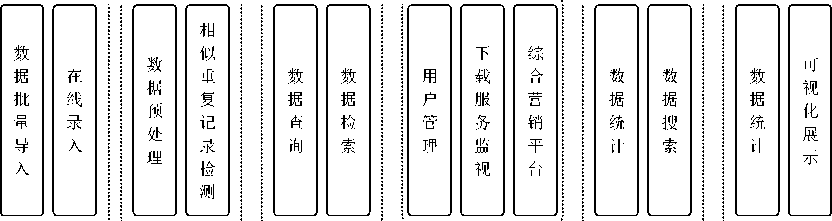 数据批量导入
在线录入
数据预处理
相似重复记录检测
数据查询
数据检索
用户管理
下载服务监视
综合营销平台
数据统计
数据搜索
数据统计
可视化展示